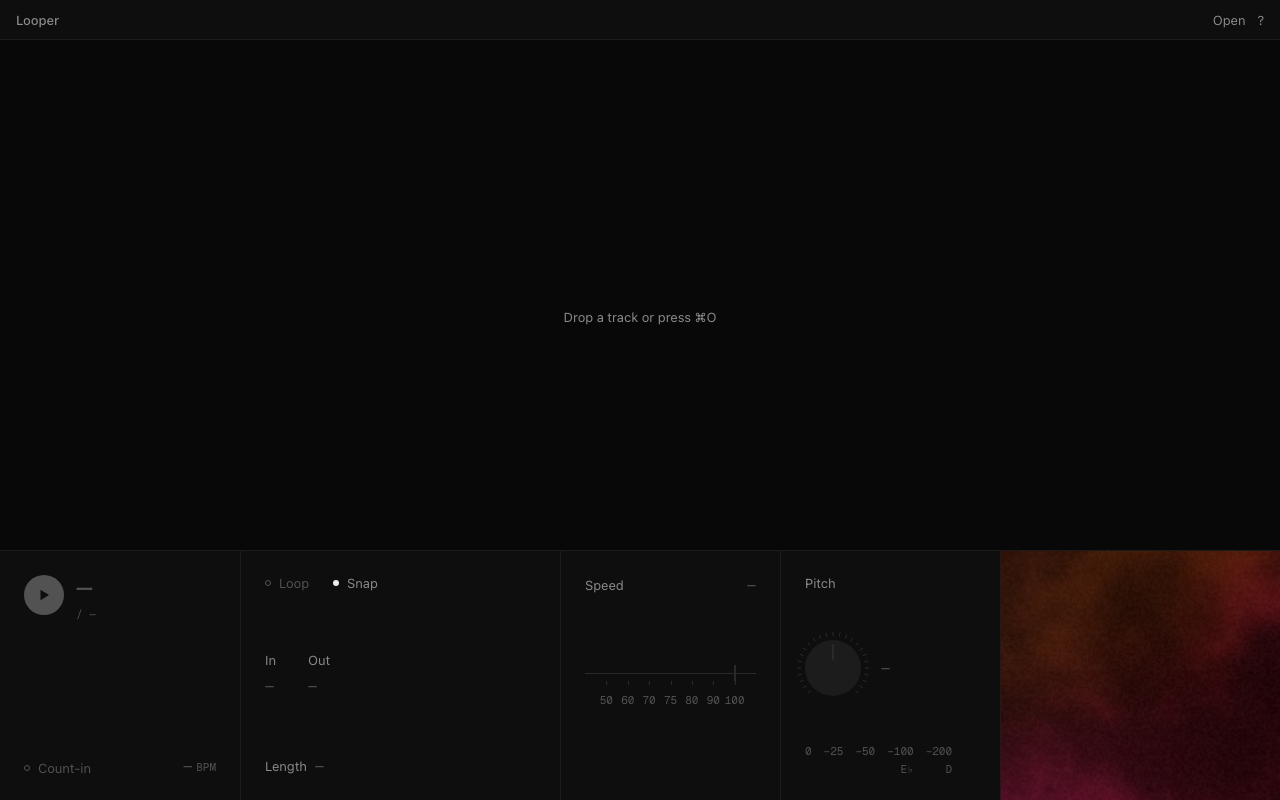 Looper
Open ?
Drop a track or press ⌘O
—
/ –
Count-in
— BPM
Loop Snap
In Out
– –
Length –
Speed –
50 60 70 75 80 90 100
Pitch
–
0 −25 −50 −100 −200
E♭ D